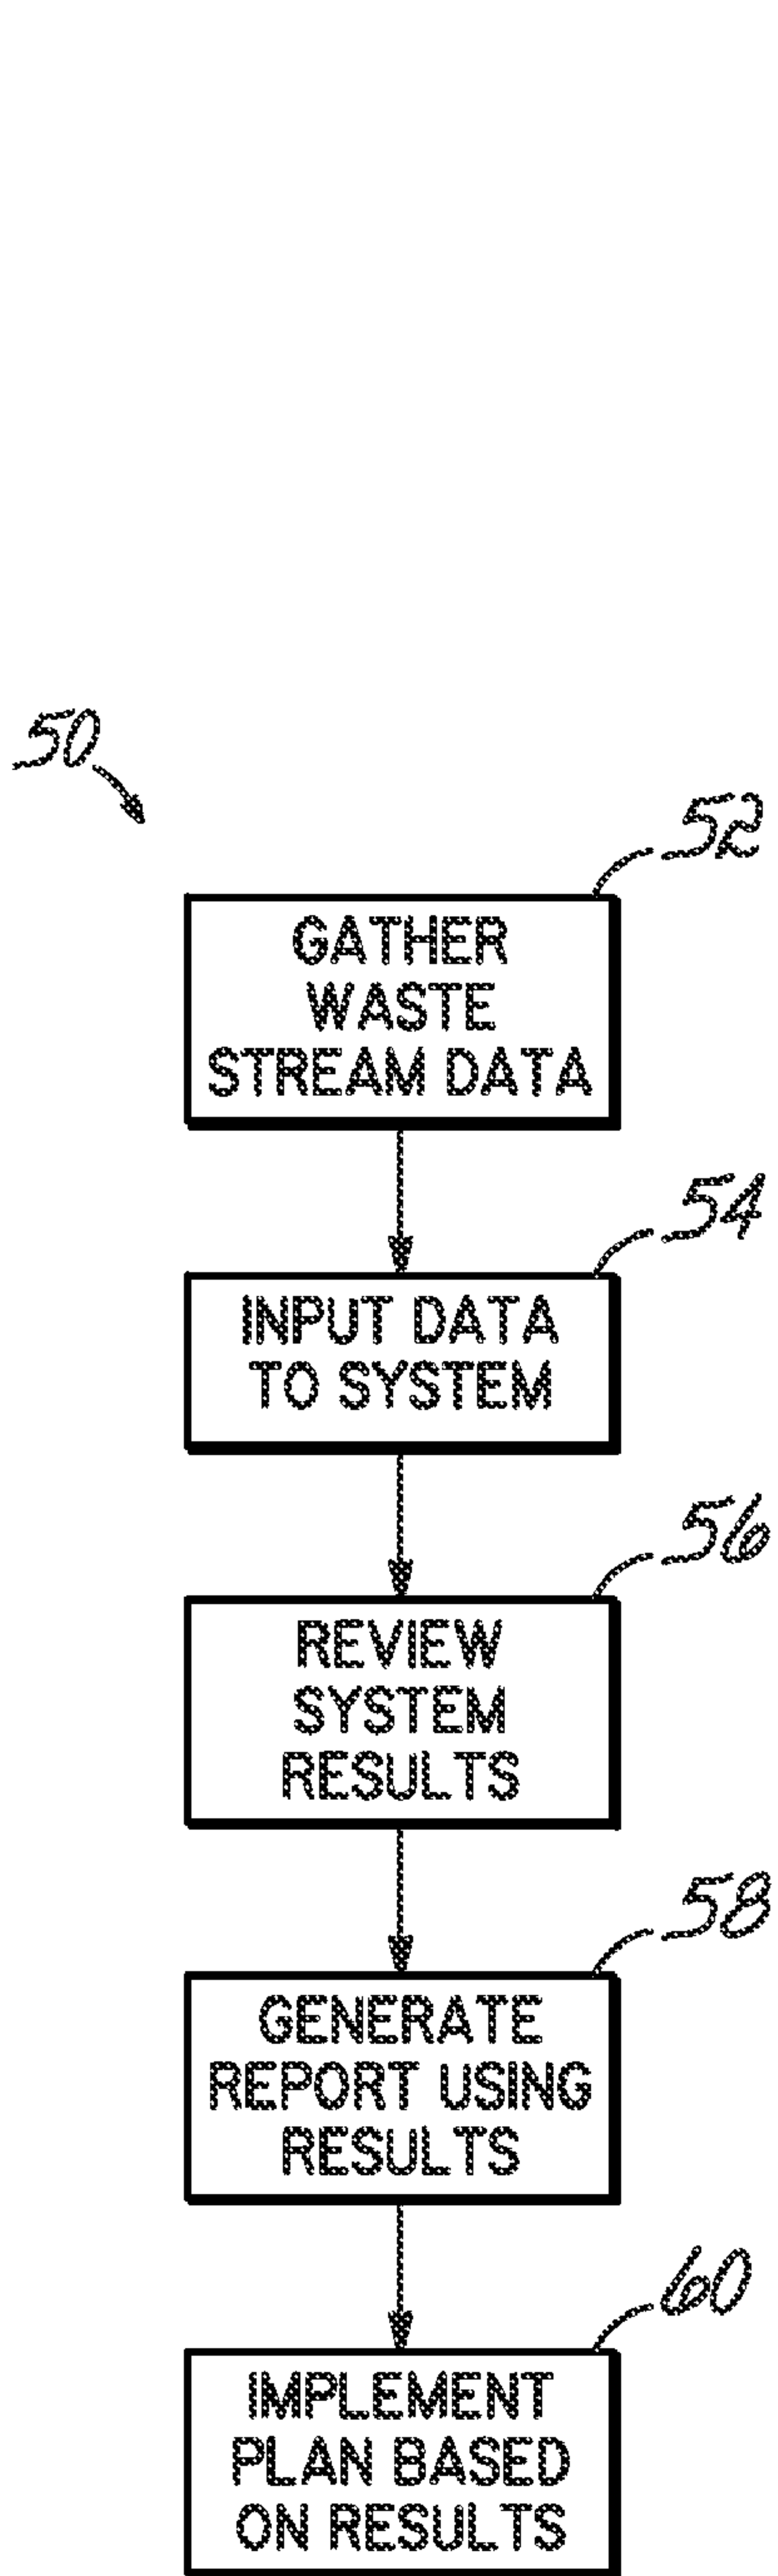 50
52
GATHER
WASTE
STREAM DATA
54
INPUT DATA
TO SYSTEM
56
REVIEW
SYSTEM
RESULTS
58
GENERATE
REPORT USING
RESULTS
60
IMPLEMENT
PLAN BASED
ON RESULTS